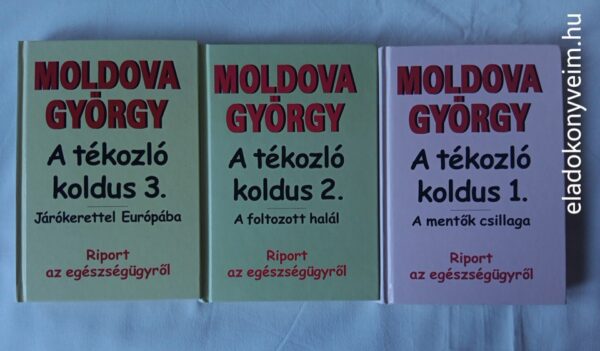 MOLDOVA
GYÖRGY
A tékozló
koldus 3.
Járókerettel Európába
Riport
az egészségügyről
MOLDOVA
GYÖRGY
A tékozló
koldus 2.
A foltozott halál
Riport
az egészségügyről
MOLDOVA
GYÖRGY
A tékozló
koldus 1.
A mentők csillaga
Riport
az egészségügyről
eladokonyveim.hu